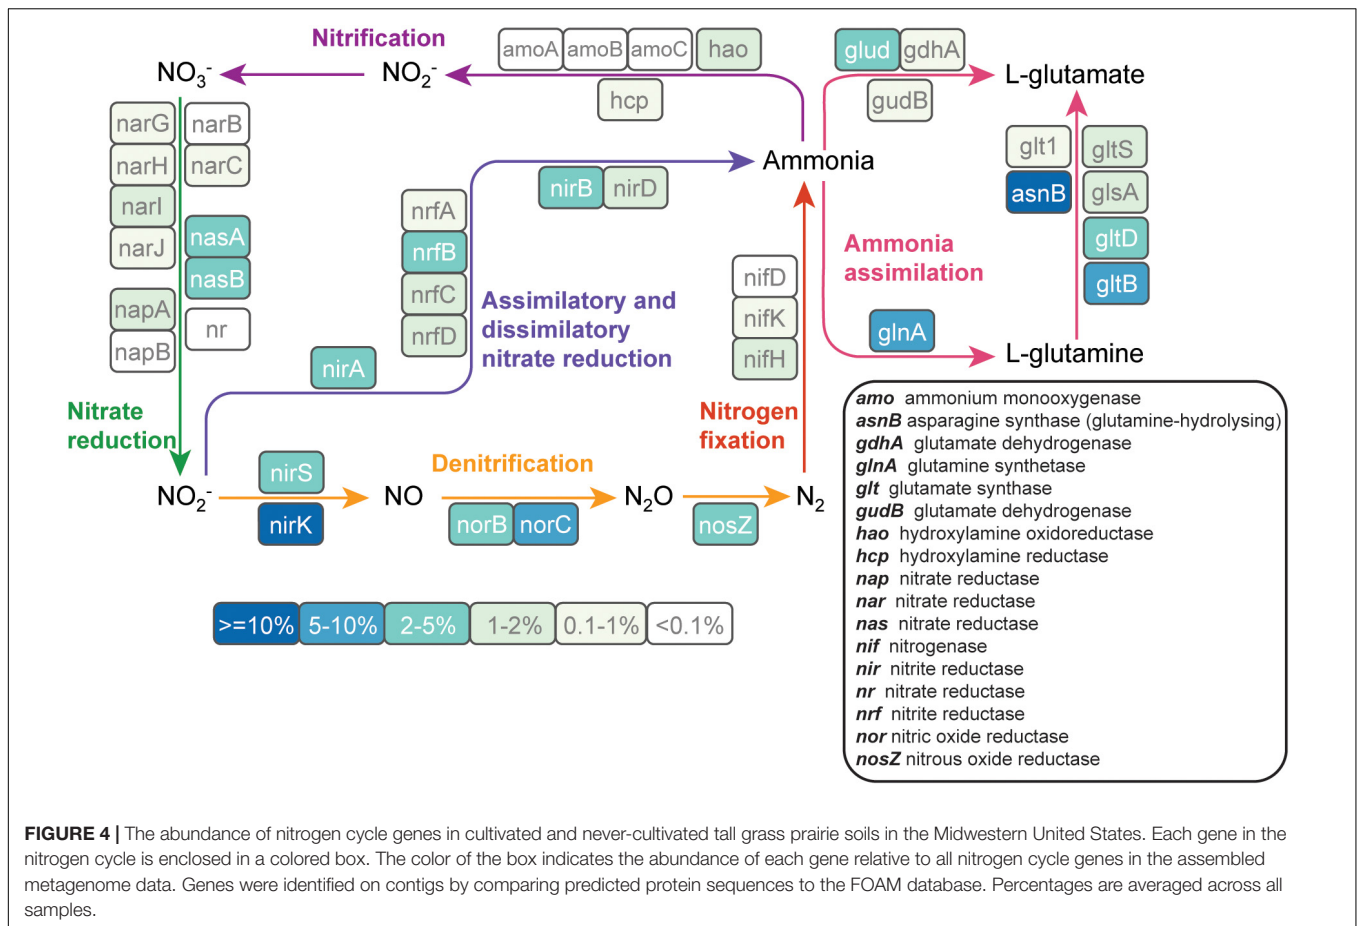 Nitrification
amoA amoB amoC hao
glud gdhA
NO3-
NO2-
L-glutamate
hcp
gudB
narG narB
narH narC
narI
narJ
nasA
nasB
napA
napB
nr
Nitrate
reduction
nirA
nrfA
nrfB
nrfC
nrfD
Assimilatory and
dissimilatory
nitrate reduction
nirB nirD
Ammonia
nifD
nifK
nifH
Nitrogen
fixation
Ammonia
assimilation
glnA
glt1 gltS
asnB glsA
gltD
gltB
L-glutamine
Denitrification
NO2-
nirS
nirK
NO
norB norC
N2O
nosZ
N2
>=10% 5-10% 2-5% 1-2% 0.1-1% <0.1%
amo ammonium monooxygenase
asnB asparagine synthase (glutamine-hydrolysing)
gdhA glutamate dehydrogenase
glnA glutamine synthetase
glt glutamate synthase
gudB glutamate dehydrogenase
hao hydroxylamine oxidoreductase
hcp hydroxylamine reductase
nap nitrate reductase
nar nitrate reductase
nas nitrate reductase
nif nitrogenase
nir nitrite reductase
nr nitrate reductase
nrf nitrite reductase
nor nitric oxide reductase
nosZ nitrous oxide reductase
FIGURE 4 | The abundance of nitrogen cycle genes in cultivated and never-cultivated tall grass prairie soils in the Midwestern United States. Each gene in the
nitrogen cycle is enclosed in a colored box. The color of the box indicates the abundance of each gene relative to all nitrogen cycle genes in the assembled
metagenome data. Genes were identified on contigs by comparing predicted protein sequences to the FOAM database. Percentages are averaged across all
samples.